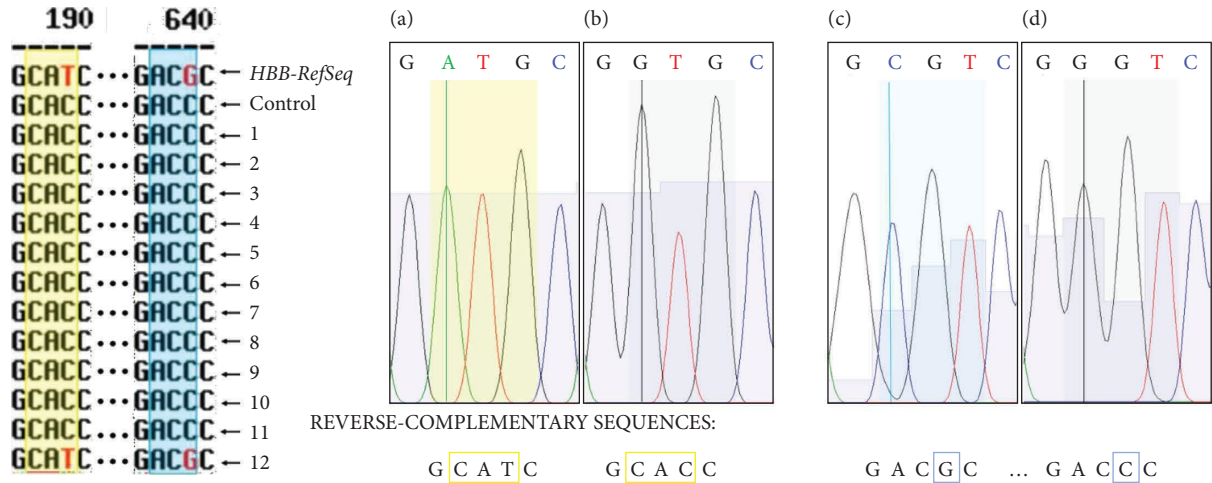 190 640
GCATC ••• GACGC ← HBB-RefSeq
GCACC ••• GACCC ← Control
GCACC ••• GACCC ← 1
GCACC ••• GACCC ← 2
GCACC ••• GACCC ← 3
GCACC ••• GACCC ← 4
GCACC ••• GACCC ← 5
GCACC ••• GACCC ← 6
GCACC ••• GACCC ← 7
GCACC ••• GACCC ← 8
GCACC ••• GACCC ← 9
GCACC ••• GACCC ← 10
GCACC ••• GACCC ← 11
GCATC ••• GACGC ← 12
(a) (b) (c) (d)
G A T G C G G T G C G C G T C G G G T C
REVERSE-COMPLEMENTARY SEQUENCES:
G C A T C G C A C C G A C G C ... G A C C C